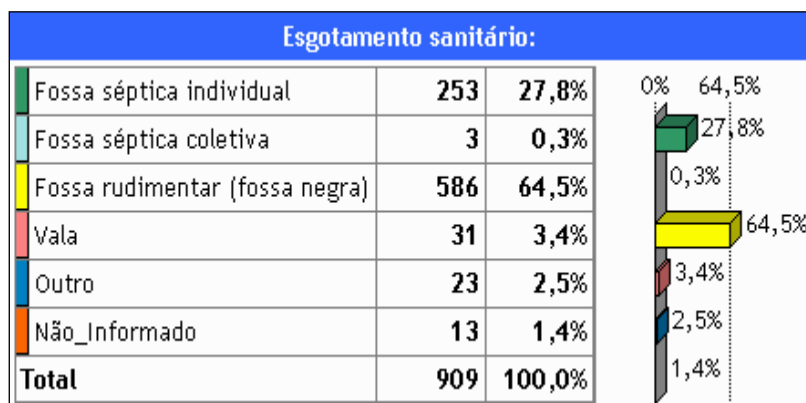 Esgotamento sanitário:
Fossa séptica individual 253 27,8%
Fossa séptica coletiva 3 0,3%
Fossa rudimentar (fossa negra) 586 64,5%
Vala 31 3,4%
Outro 23 2,5%
Não_Informado 13 1,4%
Total 909 100,0%
0% 64,5%
27,8%
0,3%
64,5%
3,4%
2,5%
1,4%